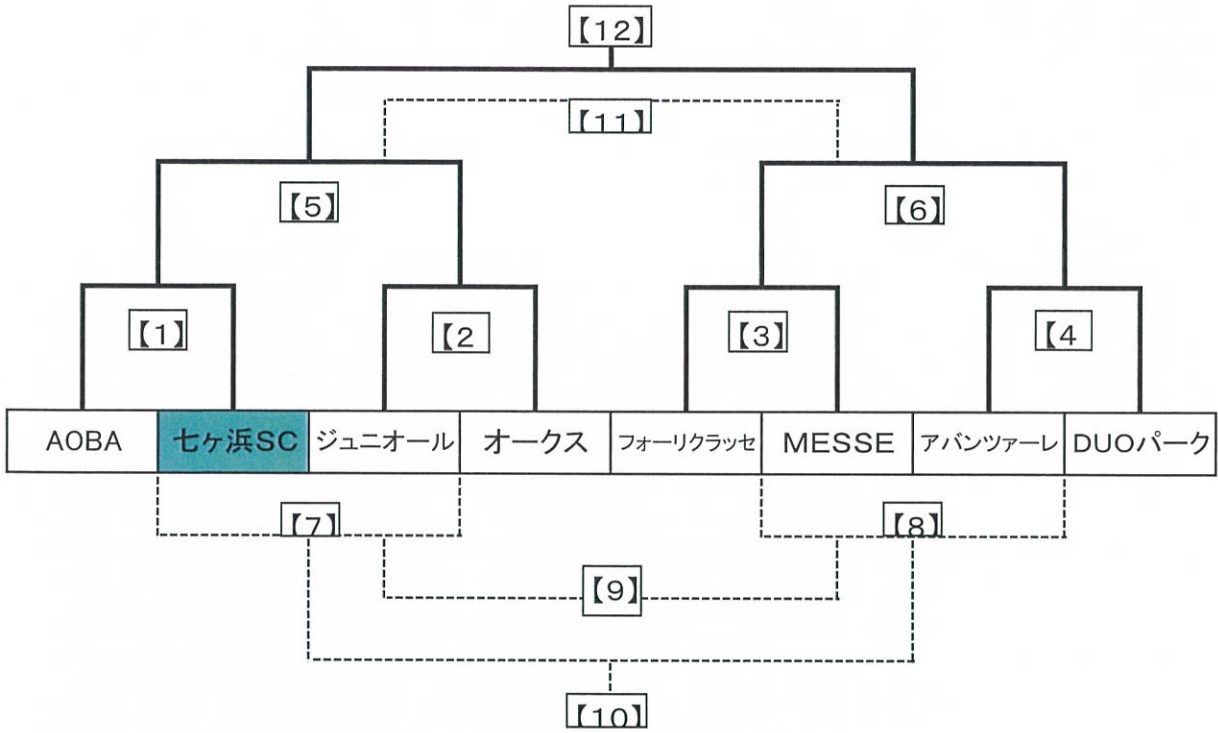 【12】
【11】
【5】
【6】
【1】
【2
【3】
【4
AOBA
七ヶ浜SC
ジュニオール
オークス
フォーリクラッセ
MESSE
アバンツァーレ
DUOパーク
【7】
【8】
【9】
【10】